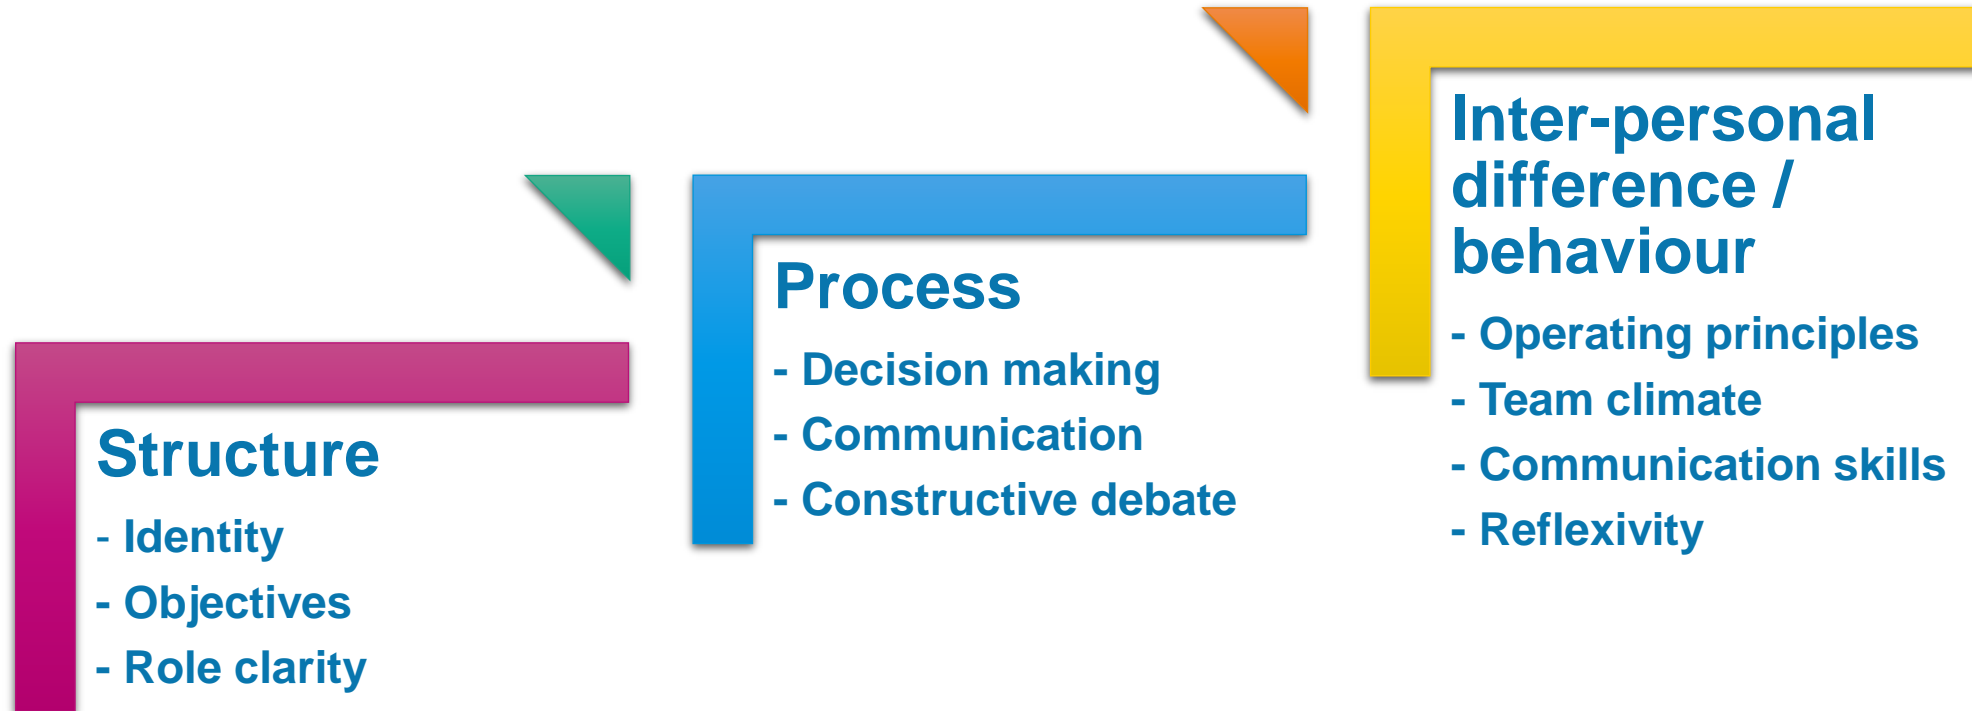 Structure
- Identity
- Objectives
- Role clarity
Process
- Decision making
- Communication
- Constructive debate
Inter-personal
difference /
behaviour
- Operating principles
- Team climate
- Communication skills
- Reflexivity